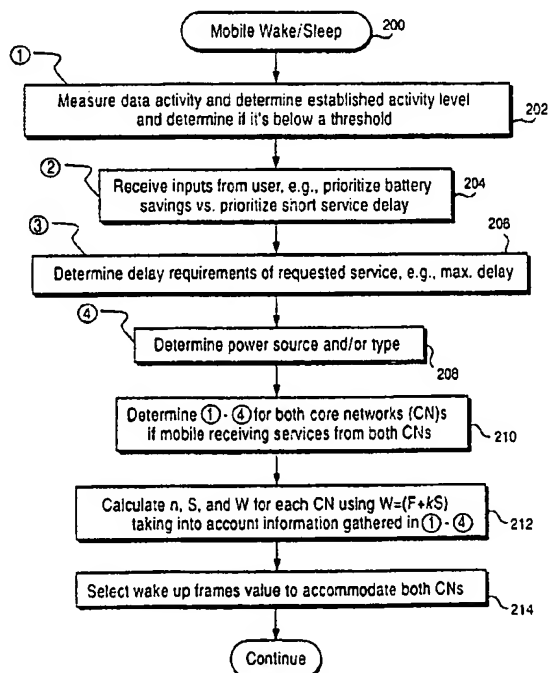 Mobile Wake/Sleep
200
①
Measure data activity and determine established activity level
and determine if it's below a threshold
202
②
Receive inputs from user, e.g., prioritize battery
savings vs. prioritize short service delay
204
③
206
Determine delay requirements of requested service, e.g., max. delay
④
Determine power source and/or type
208
Determine ① - ④ for both core networks (CN)s
if mobile receiving services from both CNs
210
Calculate n, S, and W for each CN using W=(F+kS)
taking into account information gathered in ① - ④
212
Select wake up frames value to accommodate both CNs
214
Continue